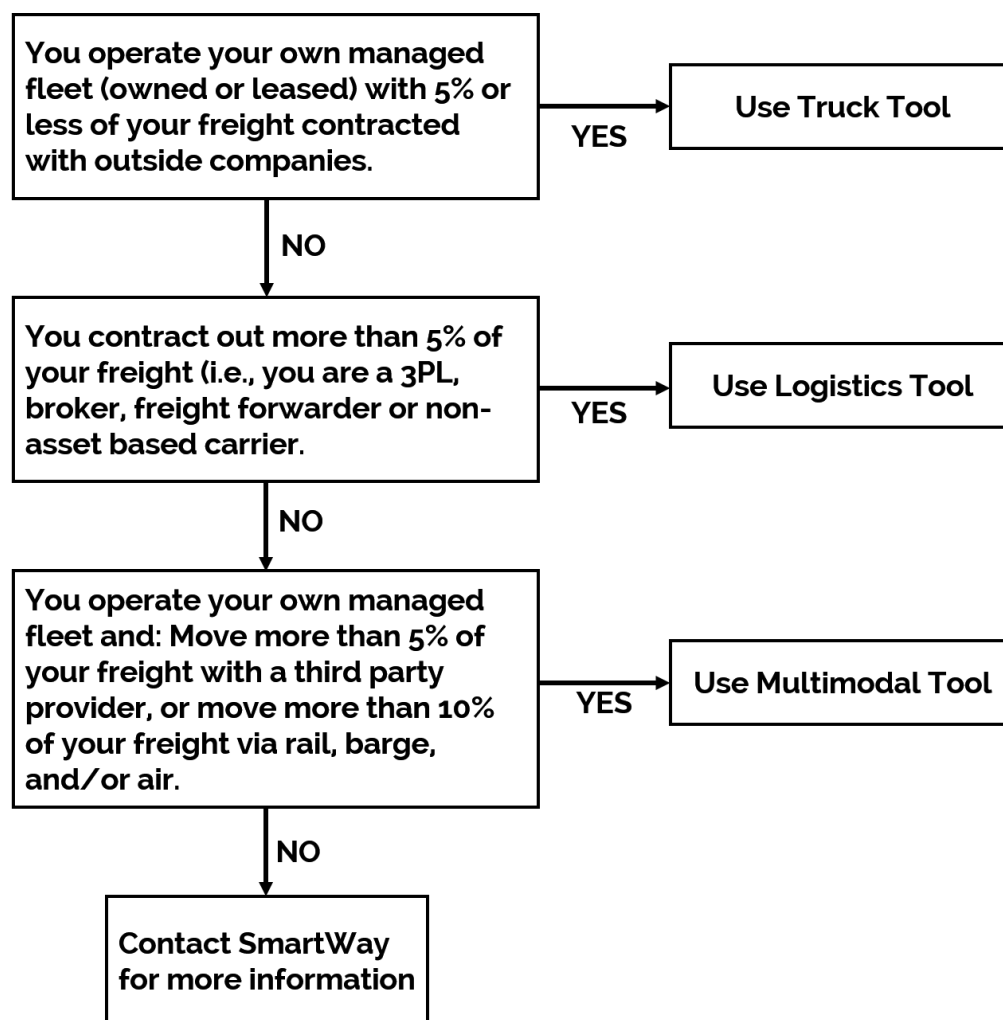 You operate your own managed
fleet (owned or leased) with 5% or
less of your freight contracted
with outside companies.
YES
Use Truck Tool
NO
You contract out more than 5% of
your freight (i.e., you are a 3PL,
broker, freight forwarder or non-
asset based carrier.
YES
Use Logistics Tool
NO
You operate your own managed
fleet and: Move more than 5% of
your freight with a third party
provider, or move more than 10%
of your freight via rail, barge,
and/or air.
YES
Use Multimodal Tool
NO
Contact SmartWay
for more information